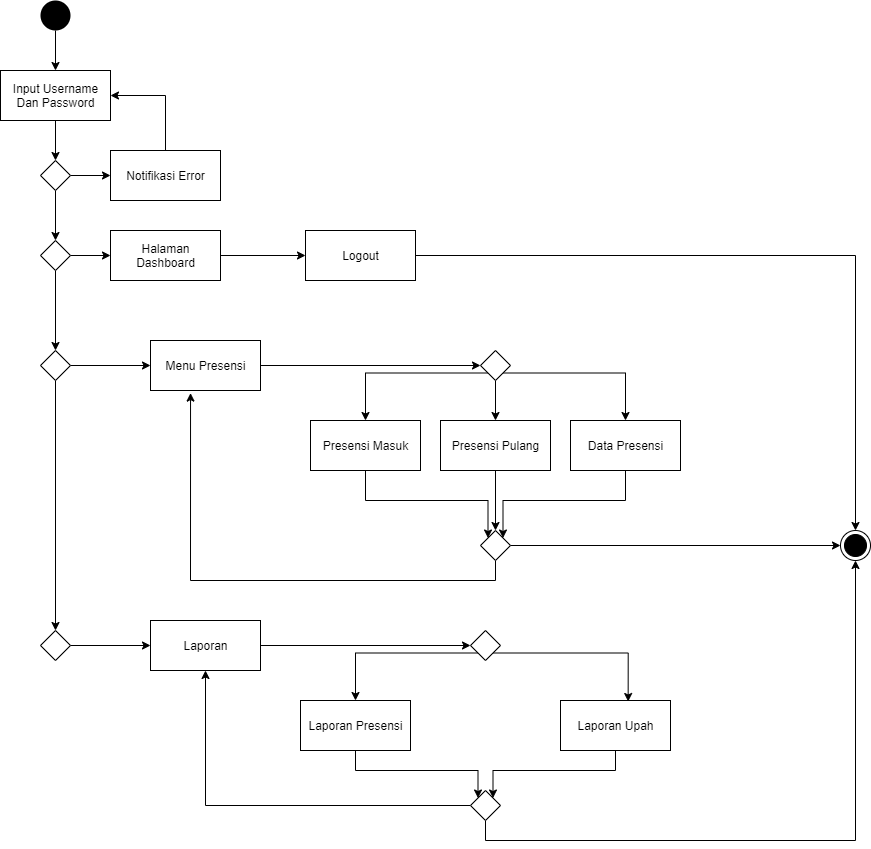 Input Username
Dan Password
Notifikasi Error
Halaman
Dashboard
Logout
Menu Presensi
Presensi Masuk
Presensi Pulang
Data Presensi
Laporan
Laporan Presensi
Laporan Upah